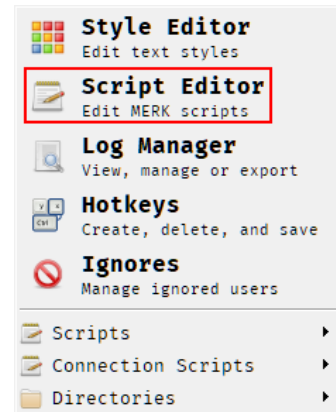 Style Editor
Edit text styles
Script Editor
Edit MERK scripts
Log Manager
View, manage or export
Hotkeys
Create, delete, and save
Ignores
Manage ignored users
Scripts
Connection Scripts
Directories